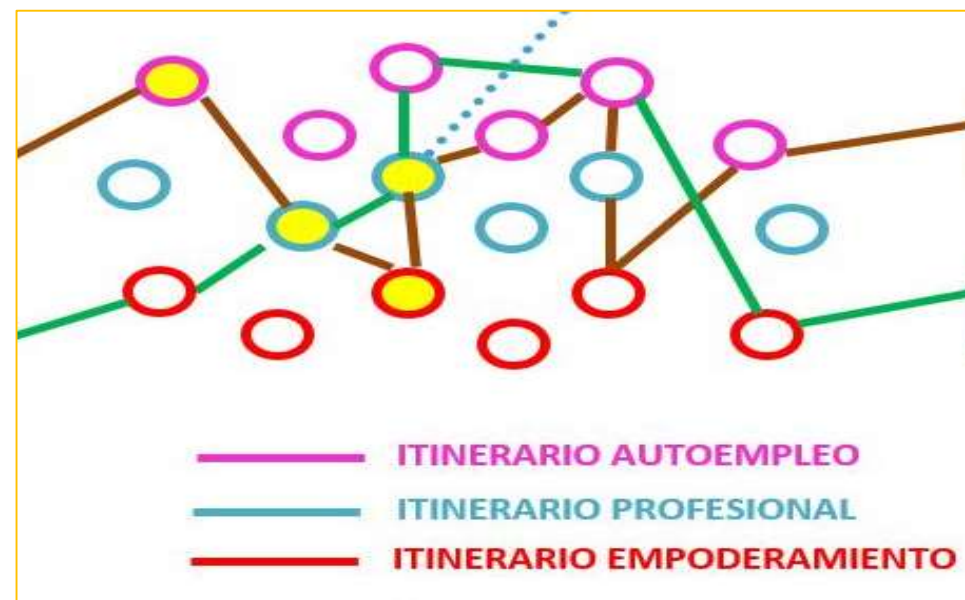 ITINERARIO AUTOEMPLEO
ITINERARIO PROFESIONAL
ITINERARIO EMPODERAMIENTO